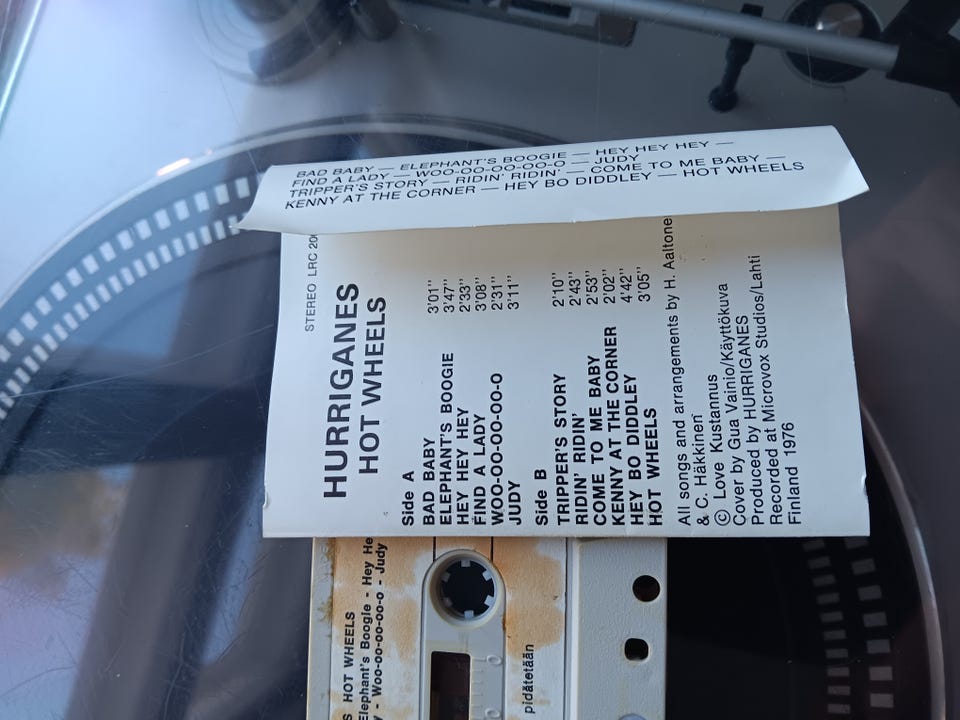 BAD BABY — ELEPHANT'S BOOGIE — HEY HEY HEY —
FIND A LADY — WOO-OO-OO-OO-O — JUDY
TRIPPER'S STORY — RIDIN' RIDIN' — COME TO ME BABY —
KENNY AT THE CORNER — HEY BO DIDDLEY — HOT WHEELS
STEREO LRC
HURRIGANES
HOT WHEELS
Side A
BAD BABY 3'01"
ELEPHANT'S BOOGIE 3'47"
HEY HEY HEY 2'33"
FIND A LADY 3'08"
WOO-OO-OO-OO-O 2'31"
JUDY 3'11"
Side B
TRIPPER'S STORY 2'10"
RIDIN' RIDIN' 2'43"
COME TO ME BABY 2'53"
KENNY AT THE CORNER 2'02"
HEY BO DIDDLEY 4'42"
HOT WHEELS 3'05"
All songs and arrangements by H. Aaltone
& C. Häkkinen
© Love Kustannus
Cover by Gua Vainio/Käyttökuva
Produced by HURRIGANES
Recorded at Microvox Studios/Lahti
Finland 1976
S HOT WHEELS
Elephant's Boogie - Hey He
y - Woo-oo-oo-oo-o - Judy
pidätetään